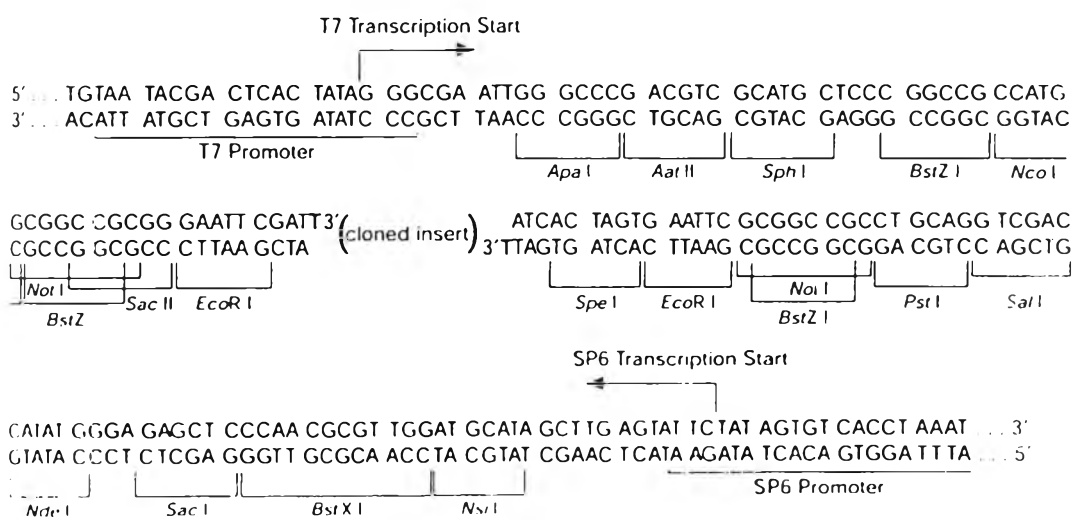 T7 Transcription Start
5' ... TGTAA TACGA CTCAC TATAG GGCGA ATTGG GCCCG ACGTC GCATG CTCCC GGCCG CCATG
3' ... ACATT ATGCT GAGTG ATATC CCGCTT TAACC CGGGC TGCAG CGTAC GAGGG CCGGC GGTAC
T7 Promoter
Apa I Aat II Sph I BstZ I Nco I
GCGGC CGCGG GAATT CGATT3' (cloned insert) ATCAC TAGTG AATTC GCGGC CGCCT GCAGG TCGAC
CGCCG GCGCC CTTAA GCTA 3'TTAGTG ATCAC TTAAG CGCCG GCGGA CGTCC AGCTG
Not I Sac II EcoR I Spe I EcoR I Not I Pst I Sal I
BstZ BstZ I
SP6 Transcription Start
CATAT GGGA GAGCT CCCAA CGCGT TGGAT GCATA GCTTG AGTAT TCTAT AGTGT CACCT AAAT ... 3'
GTATA CCCT CTCGAG GGTT GCGCA ACCTA CGTAT CGAAC TCATA AGATA TCACA GTGGA TTTA ... 5'
Nde I Sac I BstX I Nsi I SP6 Promoter